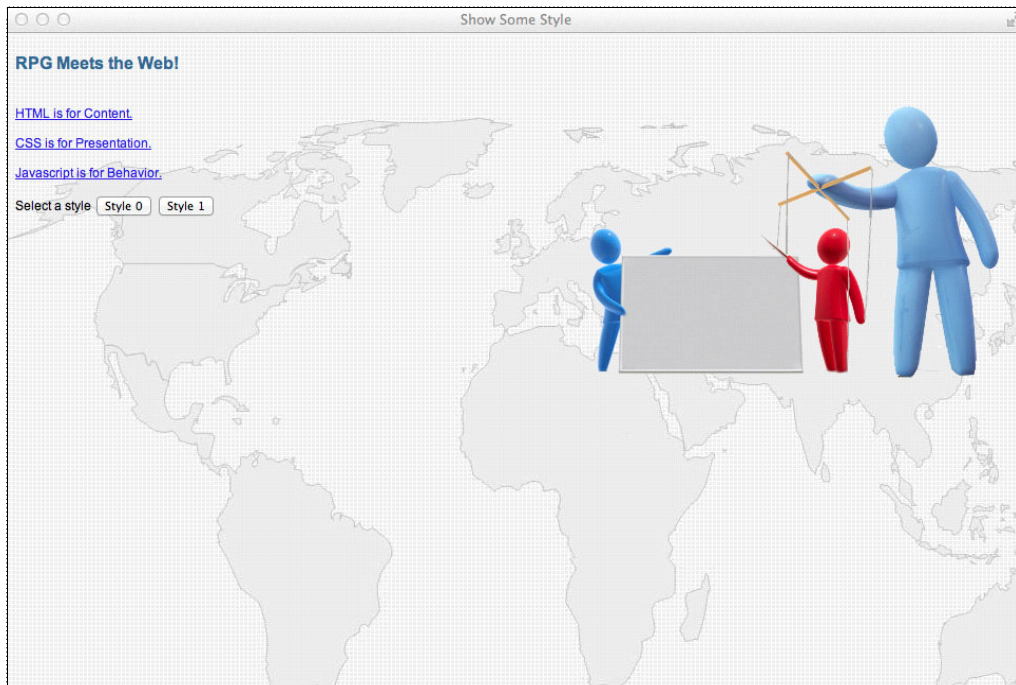 Show Some Style
RPG Meets the Web!
HTML is for Content.
CSS is for Presentation.
Javascript is for Behavior.
Select a style Style 0 Style 1